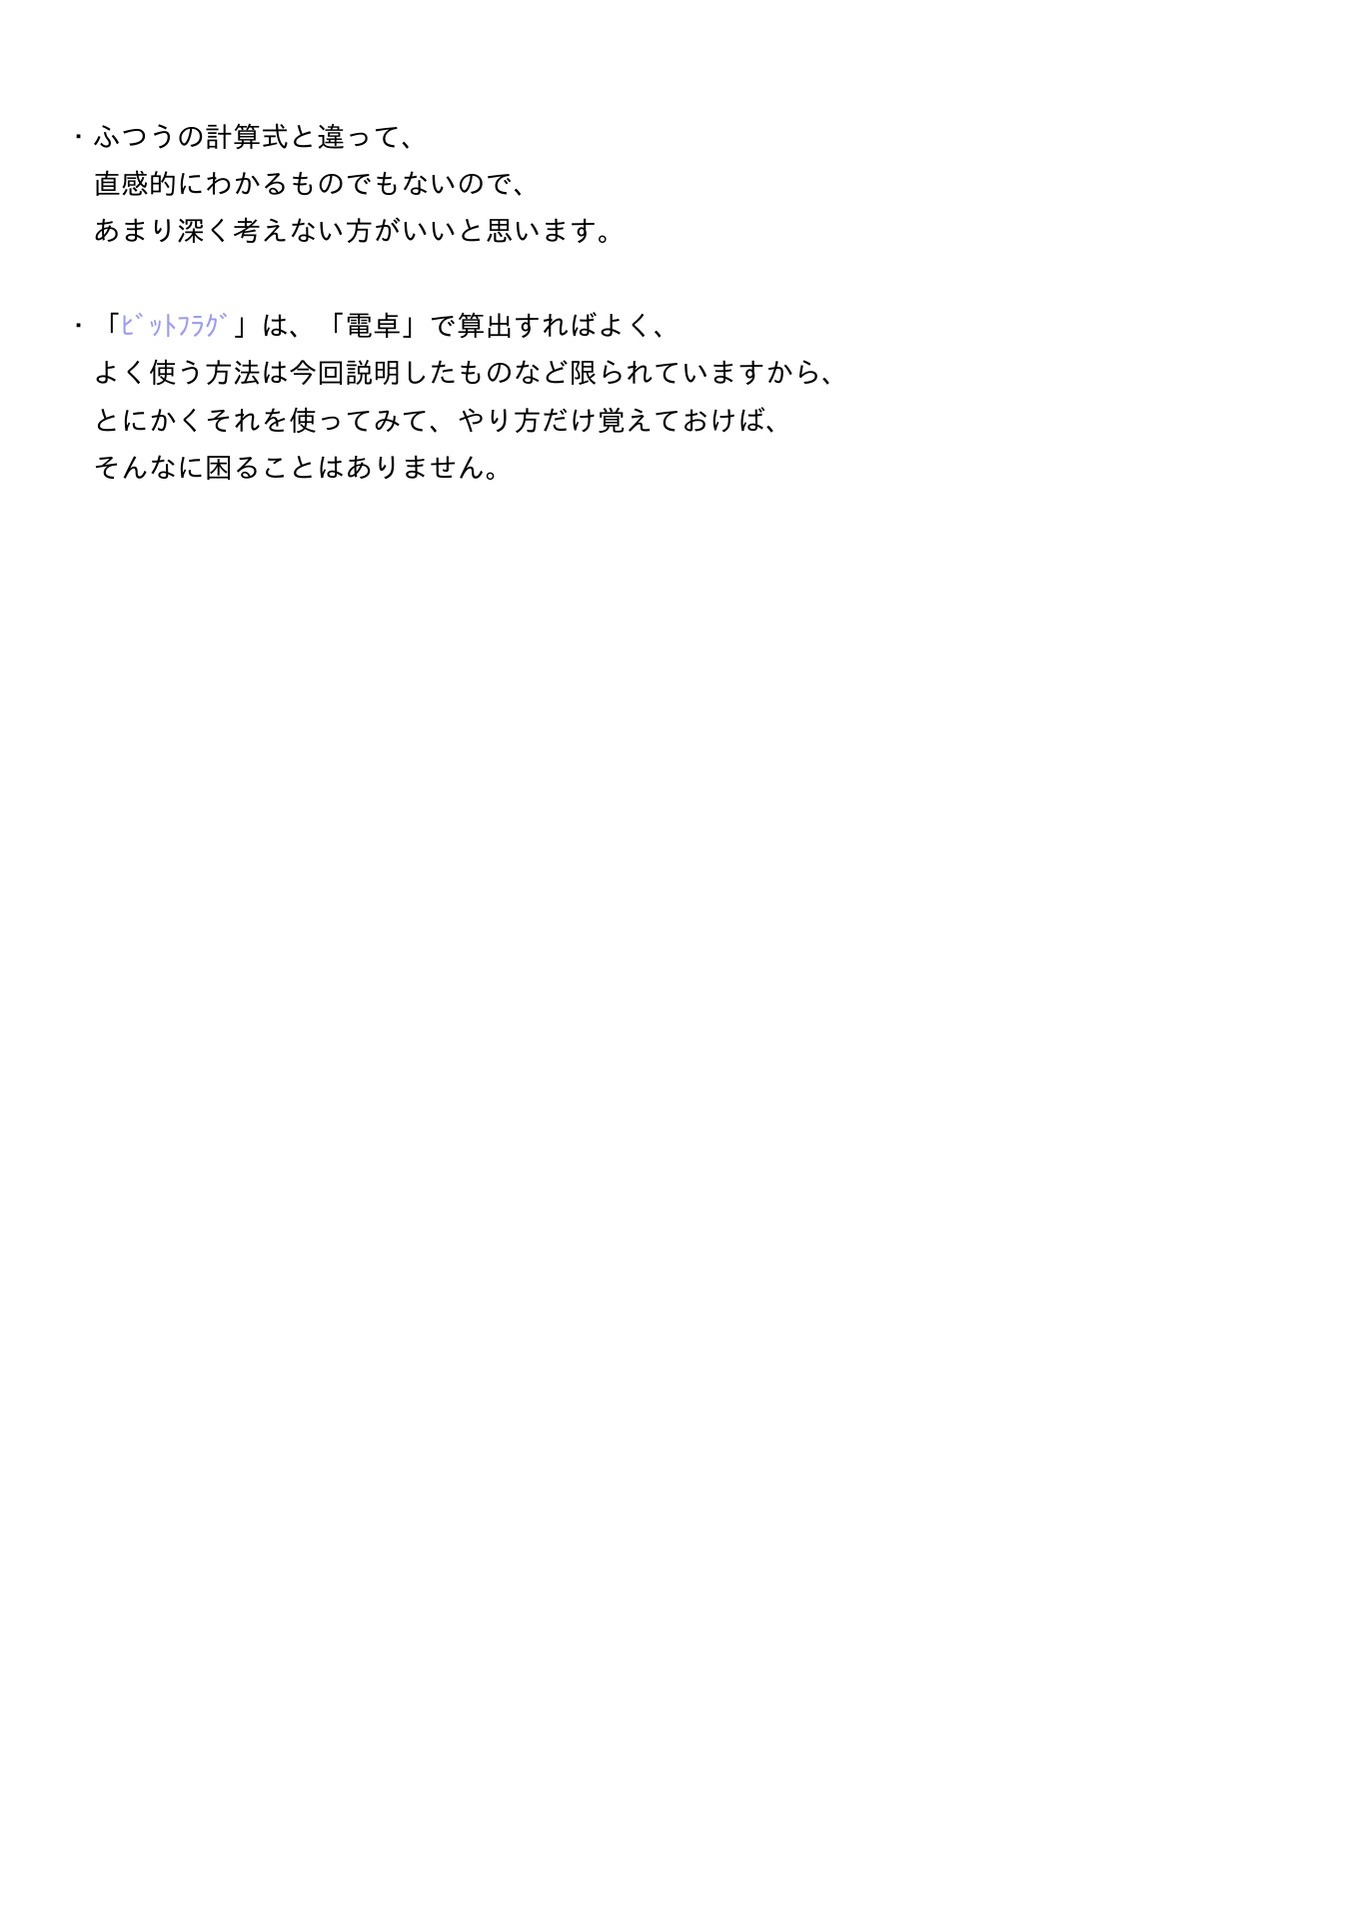 ・ふつうの計算式と違って、
直感的にわかるものでもないので、
あまり深く考えない方がいいと思います。
・「ﾋﾞｯﾄﾌﾗｸﾞ」は、「電卓」で算出すればよく、
よく使う方法は今回説明したものなど限られていますから、
とにかくそれを使ってみて、やり方だけ覚えておけば、
そんなに困ることはありません。